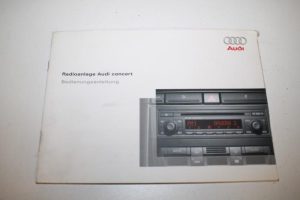 Audi
Radioanlage Audi concert
Bedienungsanleitung